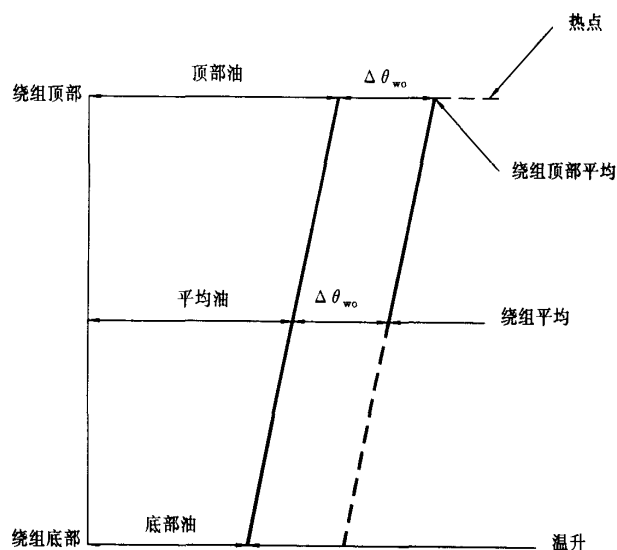 热点
顶部油
Δθwo
绕组顶部
绕组顶部平均
平均油
Δθwo
绕组平均
底部油
绕组底部
温升